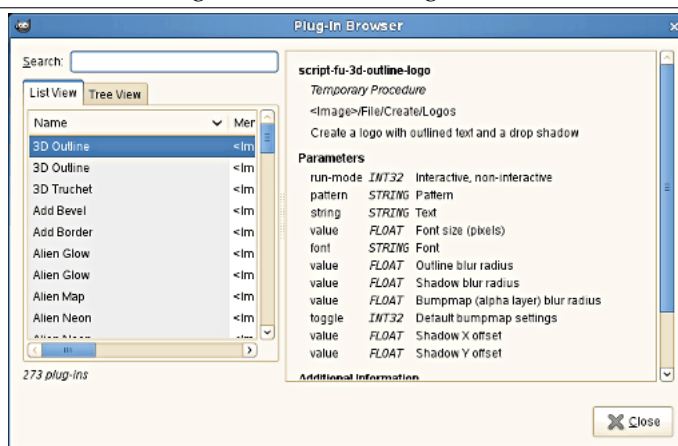 Plug-In Browser
Search:
List View
Tree View
Name
Mer
3D Outline
<Im
3D Outline
<Im
3D Truchet
<Im
Add Bevel
<Im
Add Border
<Im
Alien Glow
<Im
Alien Glow
<Im
Alien Map
<Im
Alien Neon
<Im
273 plug-ins
script-fu-3d-outline-logo
Temporary Procedure
<Image>/File/Create/Logos
Create a logo with outlined text and a drop shadow
Parameters
run-mode INT32 Interactive, non-interactive
pattern STRING Pattern
string STRING Text
value FLOAT Font size (pixels)
font STRING Font
value FLOAT Outline blur radius
value FLOAT Shadow blur radius
value FLOAT Bumpmap (alpha layer) blur radius
toggle INT32 Default bumpmap settings
value FLOAT Shadow X offset
value FLOAT Shadow Y offset
Additional Information
Close